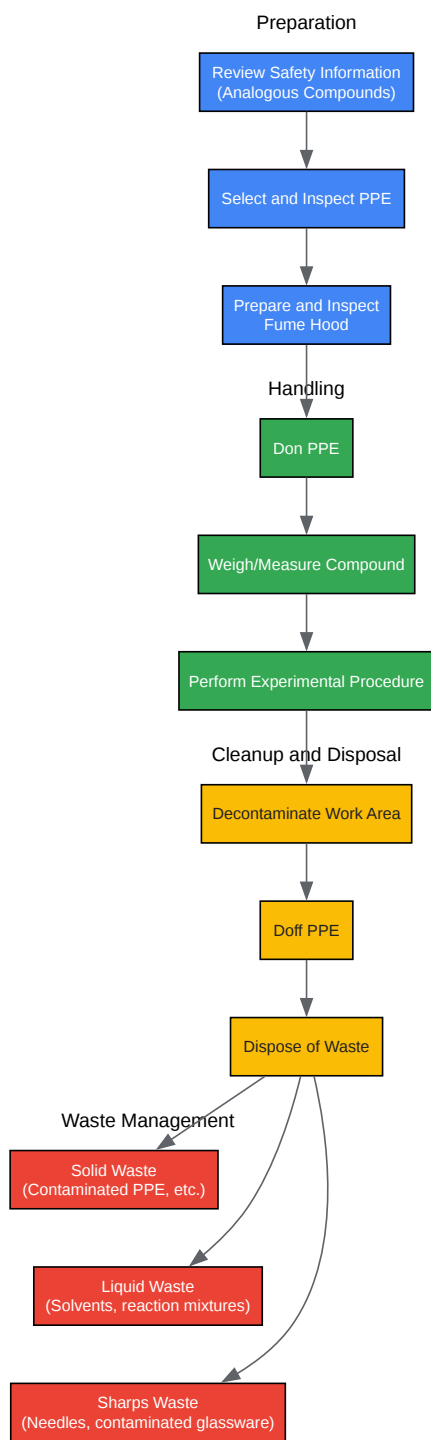 Preparation
Review Safety Information
(Analogous Compounds)
Select and Inspect PPE
Prepare and Inspect
Fume Hood
Handling
Don PPE
Weigh/Measure Compound
Perform Experimental Procedure
Cleanup and Disposal
Decontaminate Work Area
Doff PPE
Dispose of Waste
Waste Management
Solid Waste
(Contaminated PPE, etc.)
Liquid Waste
(Solvents, reaction mixtures)
Sharps Waste
(Needles, contaminated glassware)